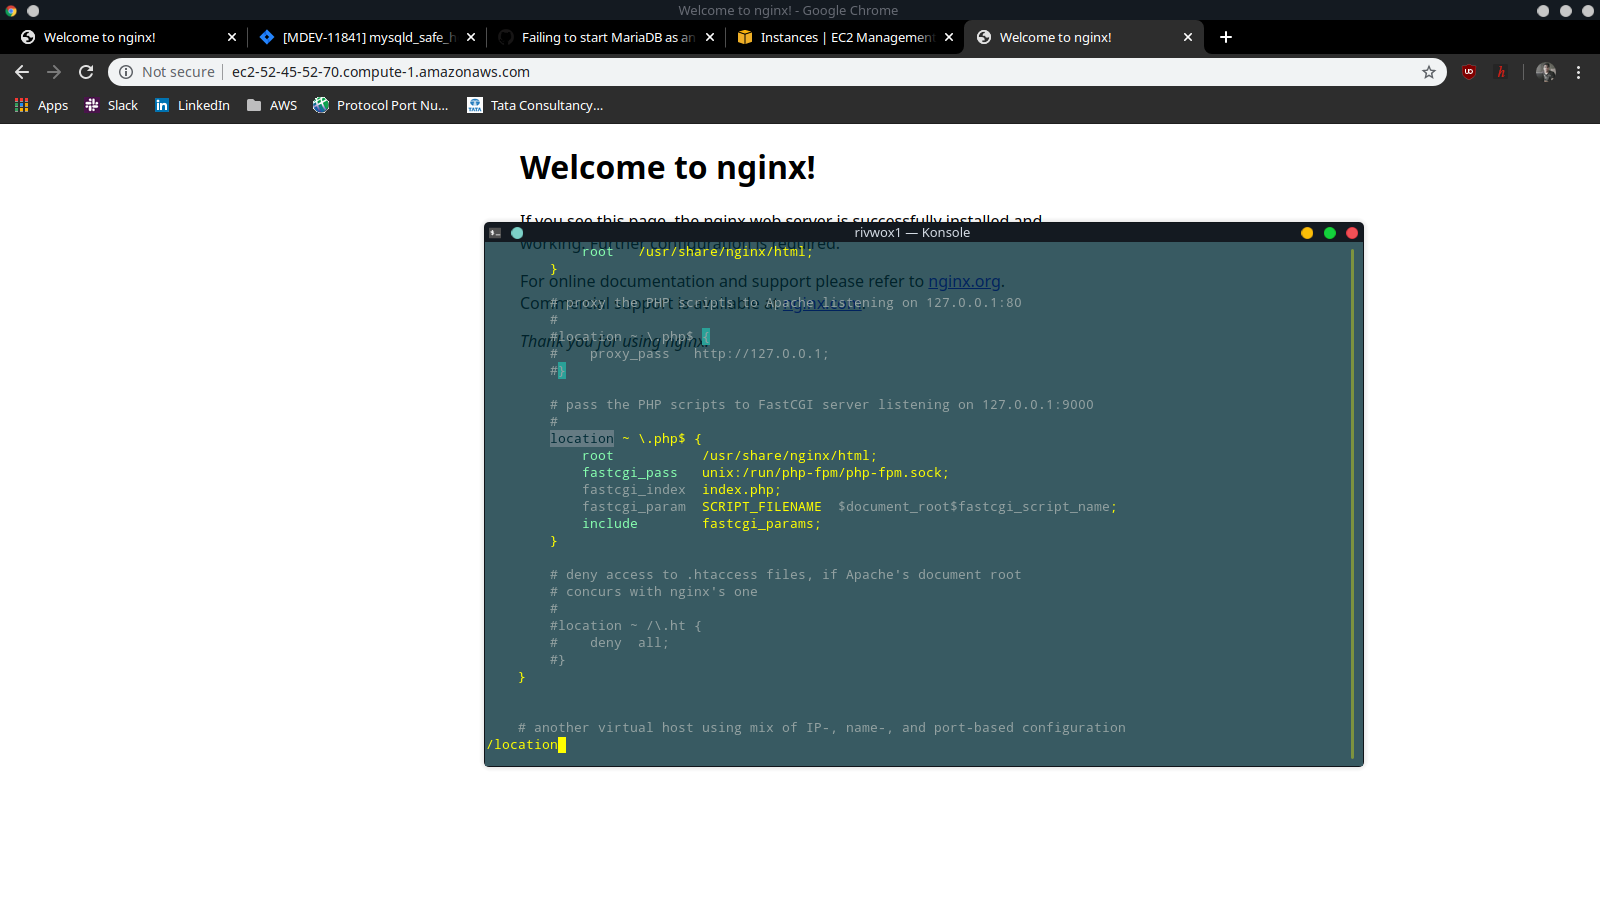 Welcome to nginx! - Google Chrome
Welcome to nginx!
[MDEV-11841] mysqld_safe_h
Failing to start MariaDB as an
Instances | EC2 Management
Welcome to nginx!
Not secure
ec2-52-45-52-70.compute-1.amazonaws.com
Apps
Slack
LinkedIn
AWS
Protocol Port Nu...
Tata Consultancy...
Welcome to nginx!
If you see this page, the nginx web server is successfully installed and
working. Further configuration is required.
For online documentation and support please refer to nginx.org.
Commercial support is available at nginx.com.
Thank you for using nginx.
rivwox1 — Konsole
root /usr/share/nginx/html;
}
# proxy the PHP scripts to Apache listening on 127.0.0.1:80
#
#location ~ \.php$ {
# proxy_pass http://127.0.0.1;
#}
# pass the PHP scripts to FastCGI server listening on 127.0.0.1:9000
#
location ~ \.php$ {
root /usr/share/nginx/html;
fastcgi_pass unix:/run/php-fpm/php-fpm.sock;
fastcgi_index index.php;
fastcgi_param SCRIPT_FILENAME $document_root$fastcgi_script_name;
include fastcgi_params;
}
# deny access to .htaccess files, if Apache's document root
# concurs with nginx's one
#
#location ~ /\.ht {
# deny all;
#}
}
# another virtual host using mix of IP-, name-, and port-based configuration
/location